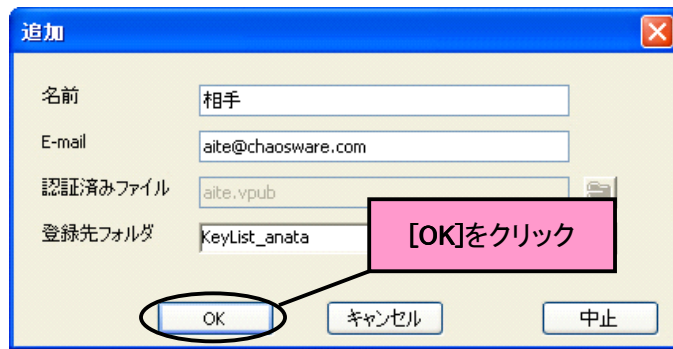 追加
名前
相手
E-mail
aite@chaosware.com
認証済みファイル
aite.vpub
登録先フォルダ
KeyList_anata
[OK]をクリック
OK
キャンセル
中止